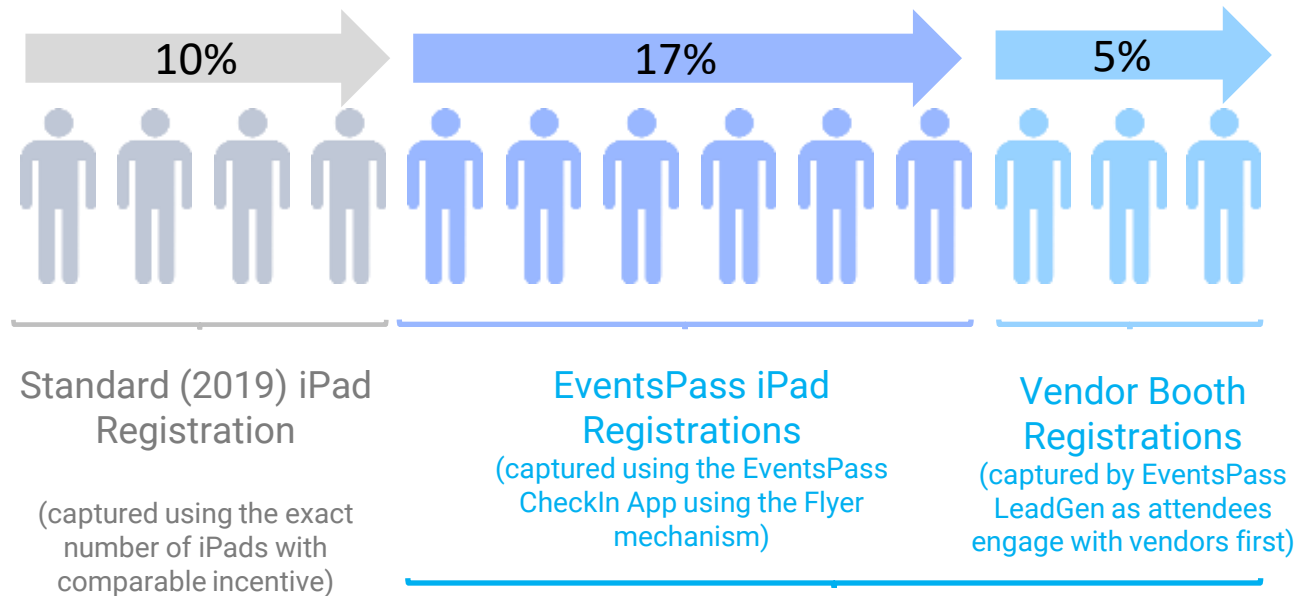 10%
17%
5%
Standard (2019) iPad
Registration
(captured using the exact
number of iPads with
comparable incentive)
EventsPass iPad
Registrations
(captured using the EventsPass
CheckIn App using the Flyer
mechanism)
Vendor Booth
Registrations
(captured by EventsPass
LeadGen as attendees
engage with vendors first)